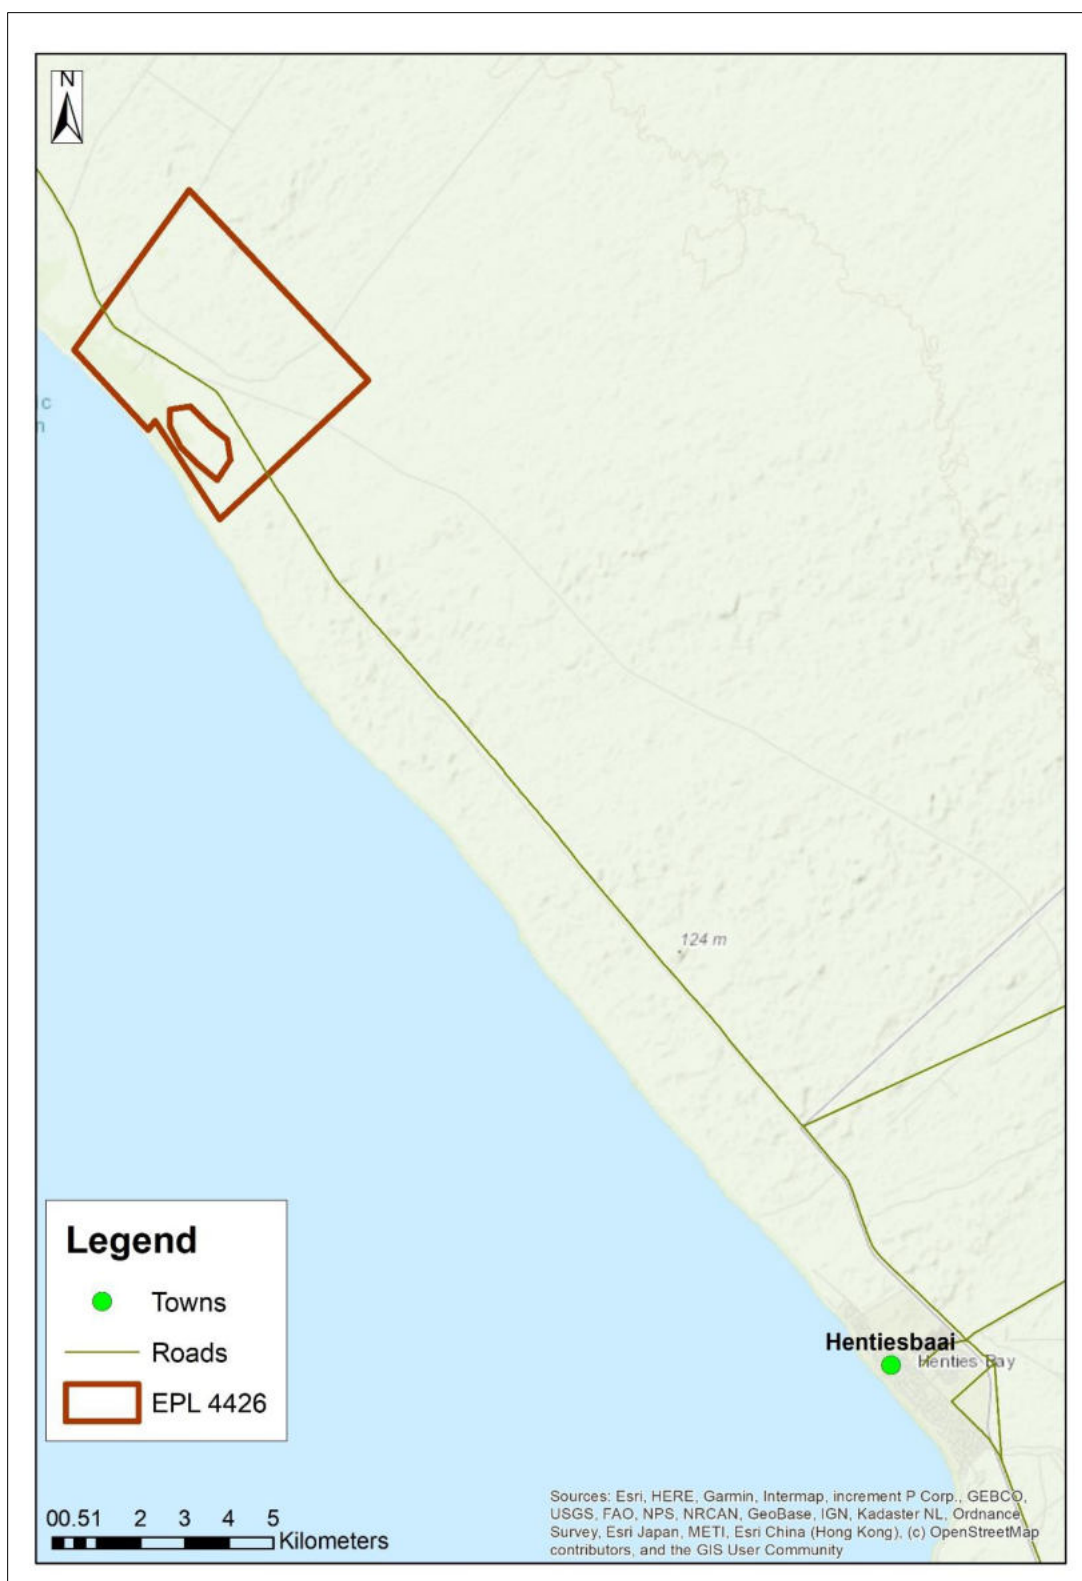 N
ic
n
124 m
Legend
Towns
Roads
EPL 4426
Hentiesbaai
Henties Bay
00.51 2 3 4 5
Kilometers
Sources: Esri, HERE, Garmin, Intermap, increment P Corp., GEBCO,
USGS, FAO, NPS, NRCAN, GeoBase, IGN, Kadaster NL, Ordnance
Survey, Esri Japan, METI, Esri China (Hong Kong), (c) OpenStreetMap
contributors, and the GIS User Community